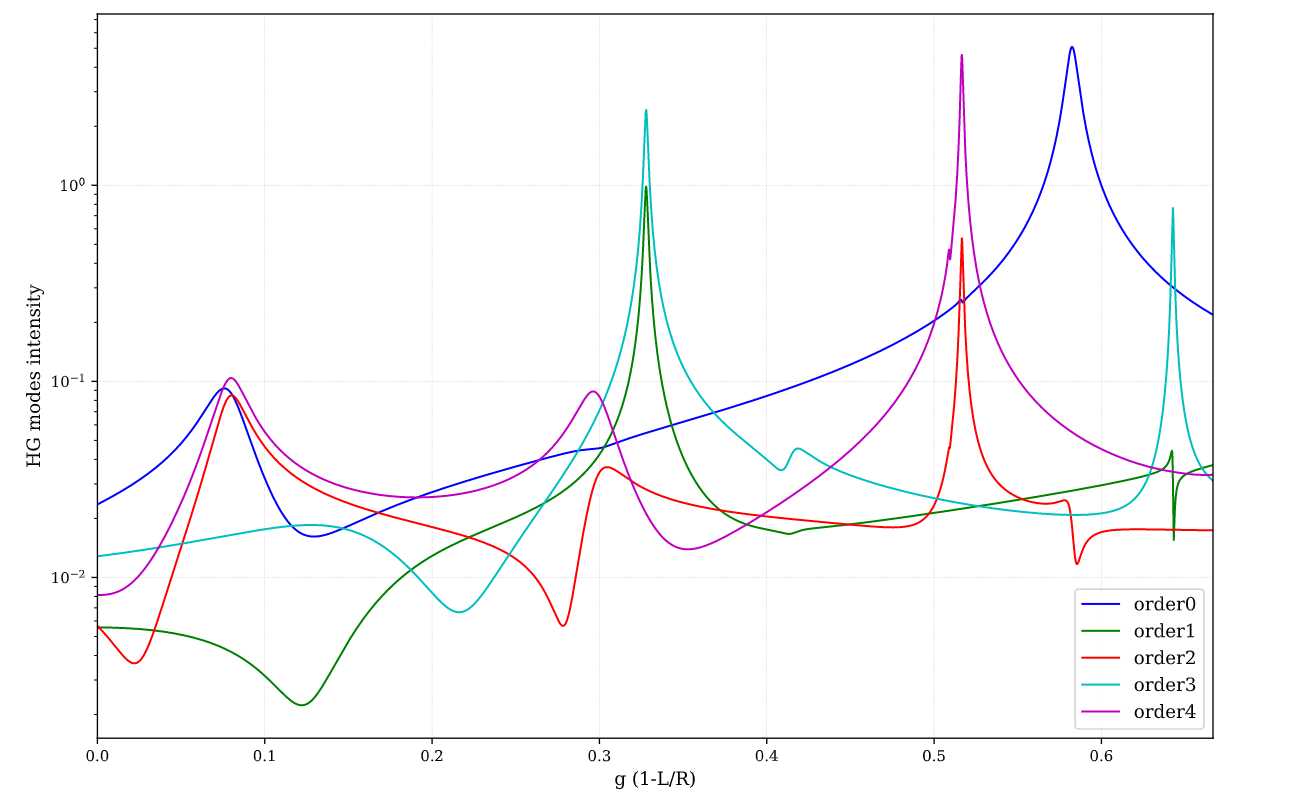 HG modes intensity
10⁰
10⁻¹
10⁻²
0.0 0.1 0.2 0.3 0.4 0.5 0.6
g (1-L/R)
order0
order1
order2
order3
order4